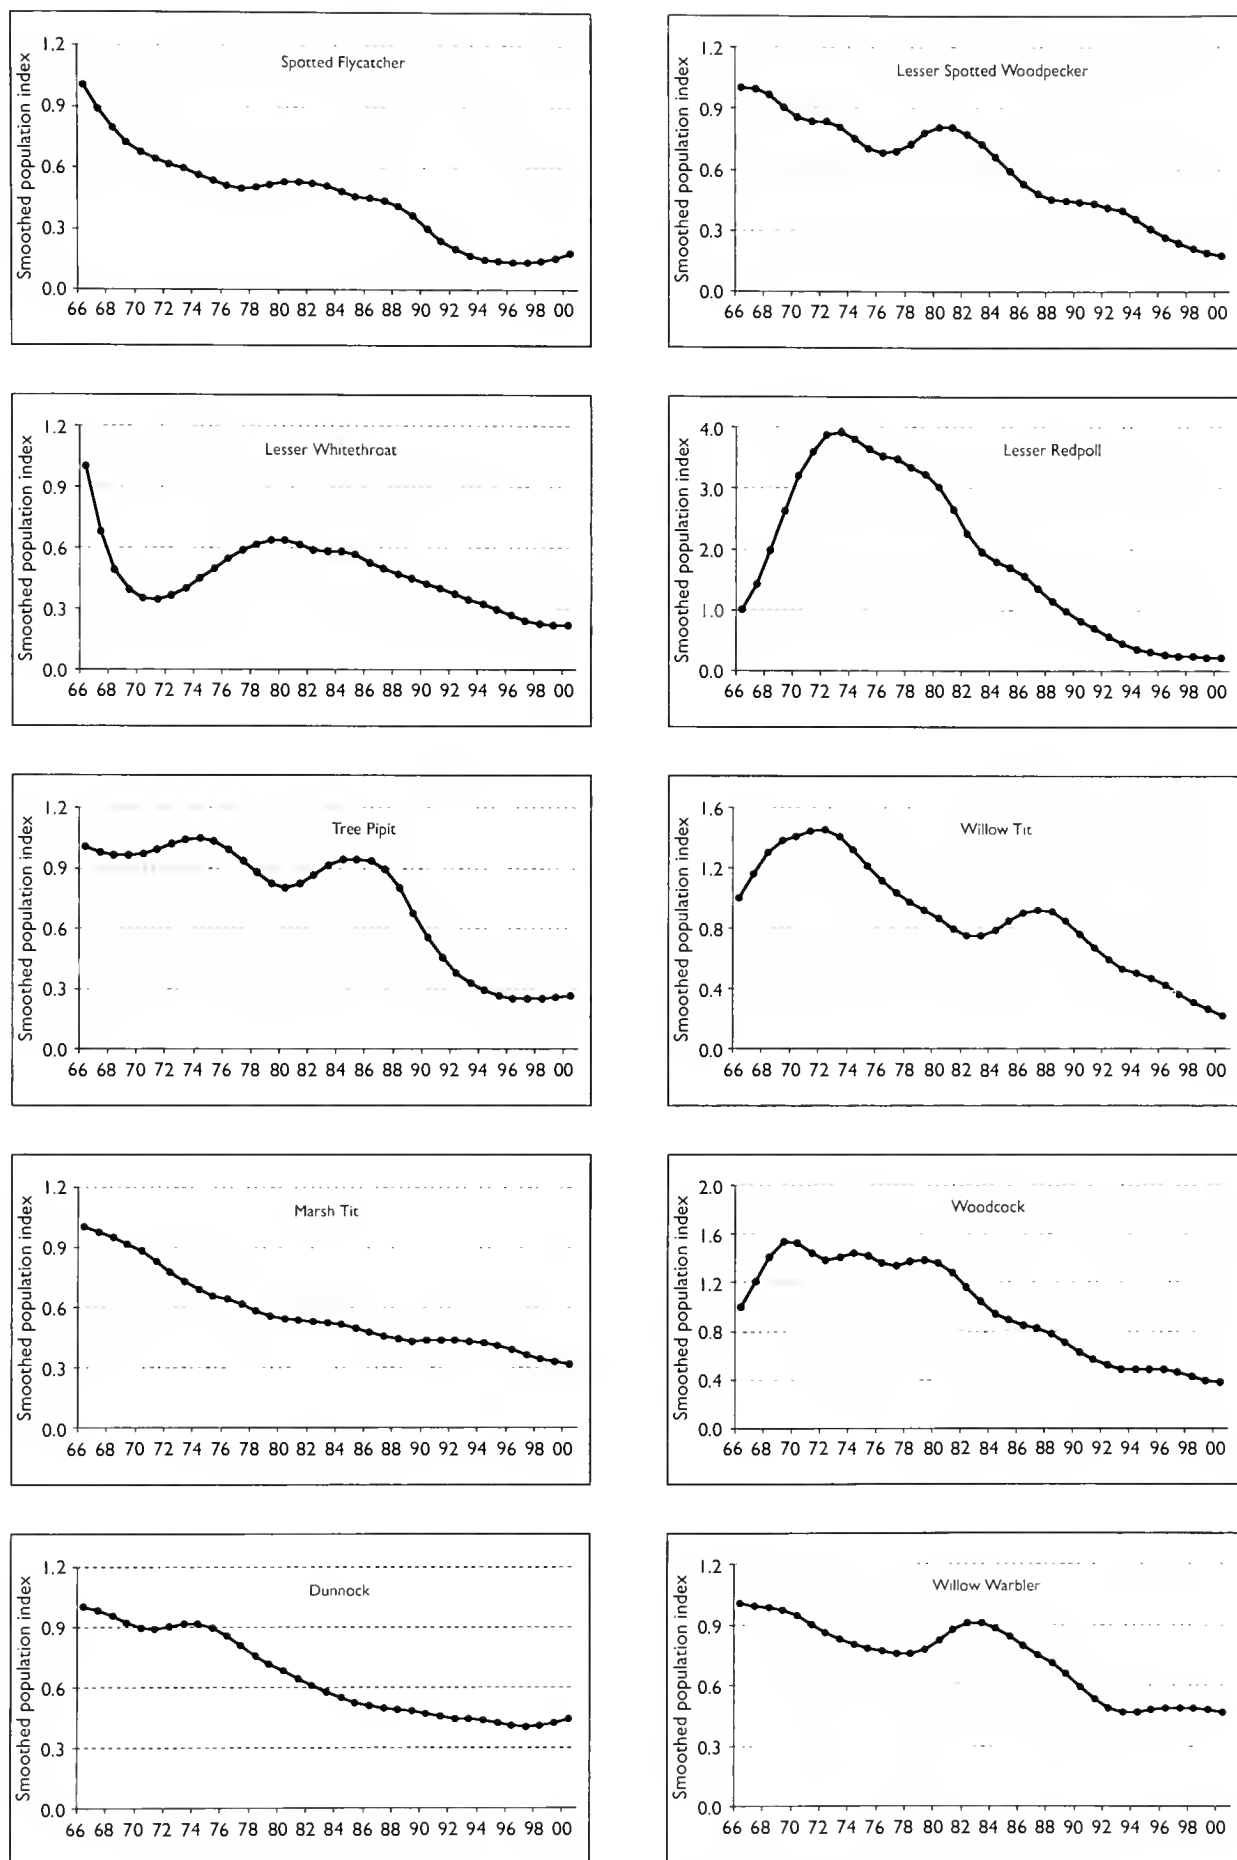 Smoothed population index
Spotted Flycatcher
1.2
0.9
0.6
0.3
0.0
66 68 70 72 74 76 78 80 82 84 86 88 90 92 94 96 98 00
Smoothed population index
Lesser Spotted Woodpecker
1.2
0.9
0.6
0.3
0.0
66 68 70 72 74 76 78 80 82 84 86 88 90 92 94 96 98 00
Smoothed population index
Lesser Whitethroat
1.2
0.9
0.6
0.3
0.0
66 68 70 72 74 76 78 80 82 84 86 88 90 92 94 96 98 00
Smoothed population index
Lesser Redpoll
4.0
3.0
2.0
1.0
0.0
66 68 70 72 74 76 78 80 82 84 86 88 90 92 94 96 98 00
Smoothed population index
Tree Pipit
1.2
0.9
0.6
0.3
0.0
66 68 70 72 74 76 78 80 82 84 86 88 90 92 94 96 98 00
Smoothed population index
Willow Tit
1.6
1.2
0.8
0.4
0.0
66 68 70 72 74 76 78 80 82 84 86 88 90 92 94 96 98 00
Smoothed population index
Marsh Tit
1.2
0.9
0.6
0.3
0.0
66 68 70 72 74 76 78 80 82 84 86 88 90 92 94 96 98 00
Smoothed population index
Woodcock
2.0
1.6
1.2
0.8
0.4
0.0
66 68 70 72 74 76 78 80 82 84 86 88 90 92 94 96 98 00
Smoothed population index
Dunnock
1.2
0.9
0.6
0.3
0.0
66 68 70 72 74 76 78 80 82 84 86 88 90 92 94 96 98 00
Smoothed population index
Willow Warbler
1.2
0.9
0.6
0.3
0.0
66 68 70 72 74 76 78 80 82 84 86 88 90 92 94 96 98 00